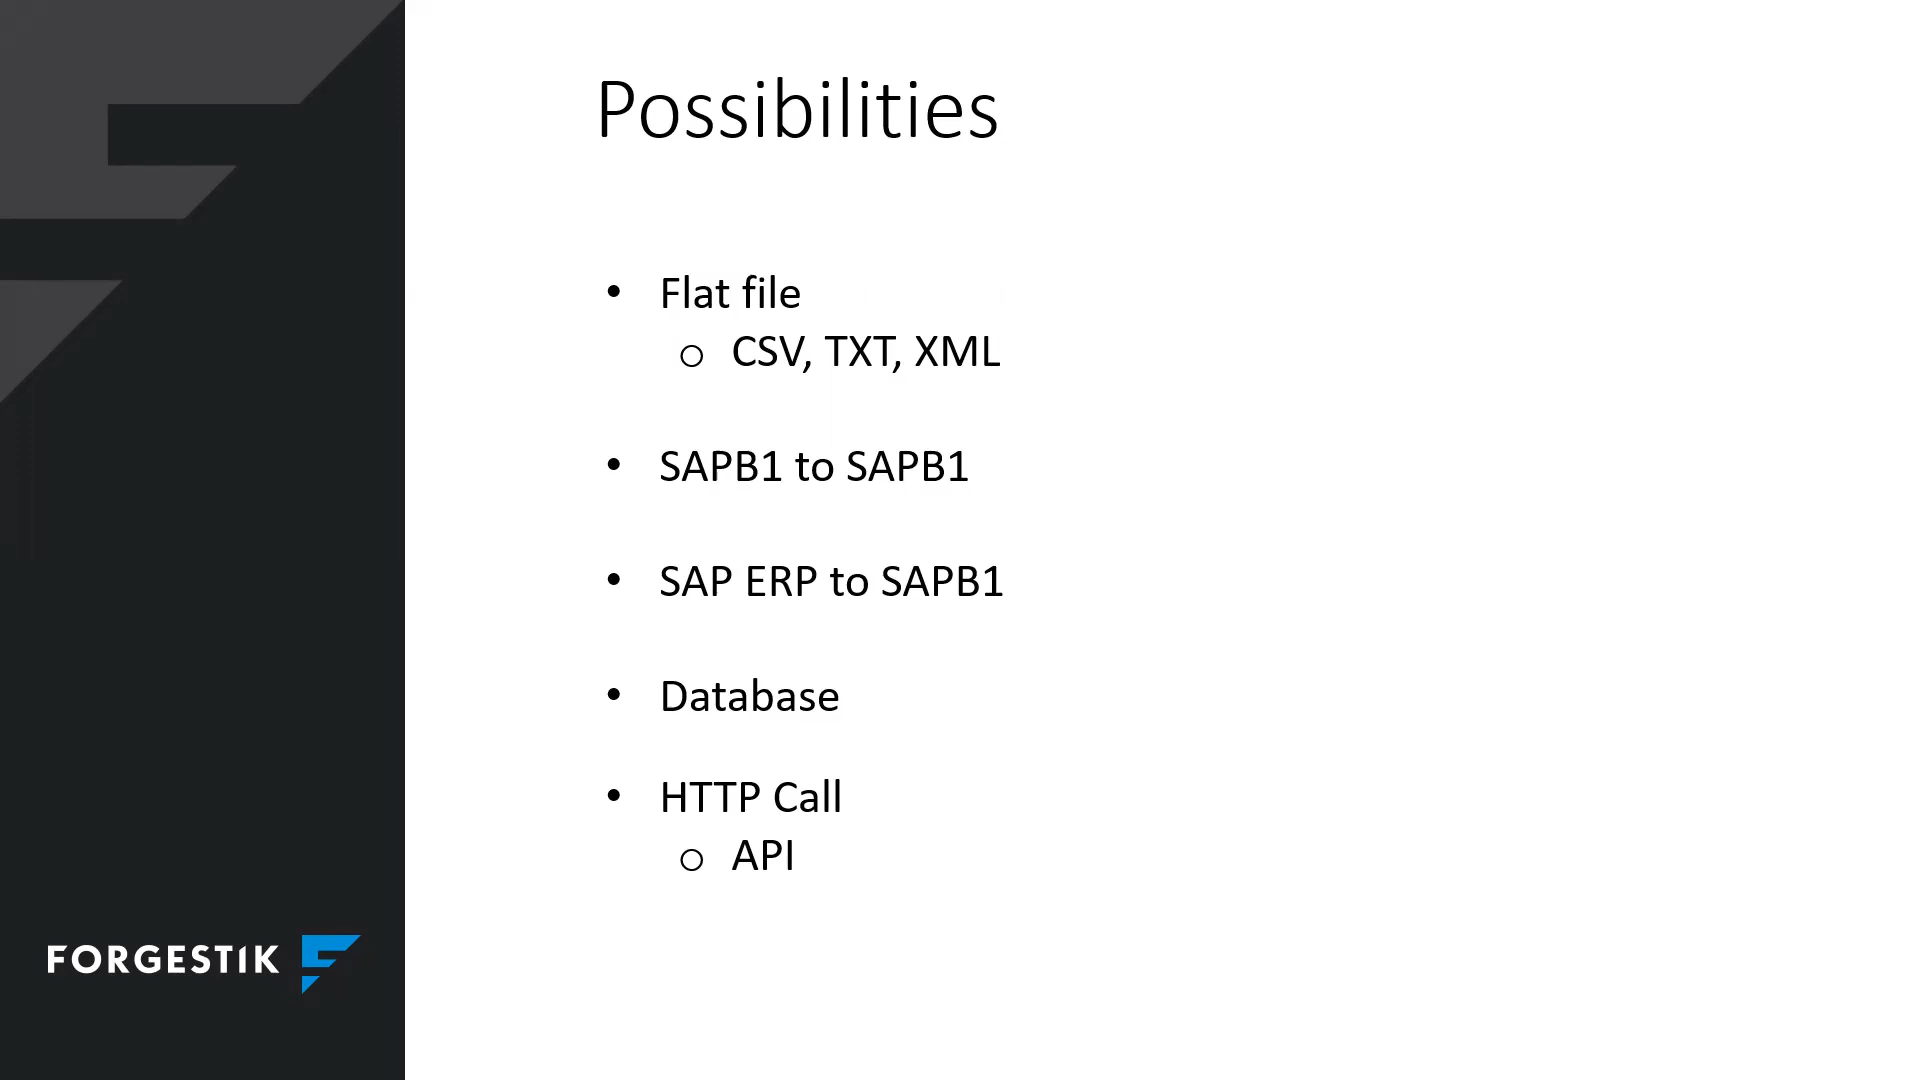 Possibilities
• Flat file
o CSV, TXT, XML
• SAPB1 to SAPB1
• SAP ERP to SAPB1
• Database
• HTTP Call
o API
FORGESTIK